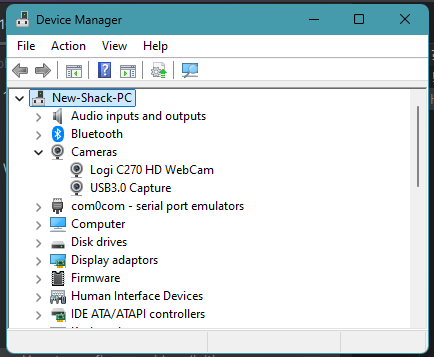 Device Manager
File Action View Help
New-Shack-PC
Audio inputs and outputs
Bluetooth
Cameras
Logi C270 HD WebCam
USB3.0 Capture
com0com - serial port emulators
Computer
Disk drives
Display adaptors
Firmware
Human Interface Devices
IDE ATA/ATAPI controllers